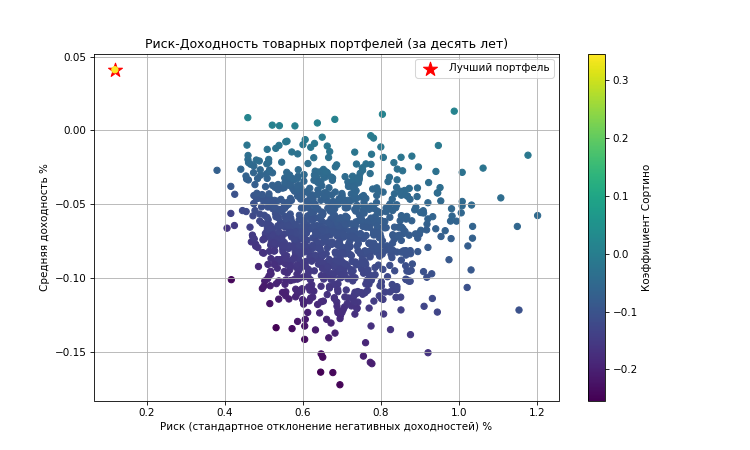 Риск-Доходность товарных портфелей (за десять лет)
Лучший портфель
Средняя доходность %
0.05
0.00
−0.05
−0.10
−0.15
0.2 0.4 0.6 0.8 1.0 1.2
Риск (стандартное отклонение негативных доходностей) %
0.3
0.2
0.1
0.0
−0.1
−0.2
Коэффициент Сортино